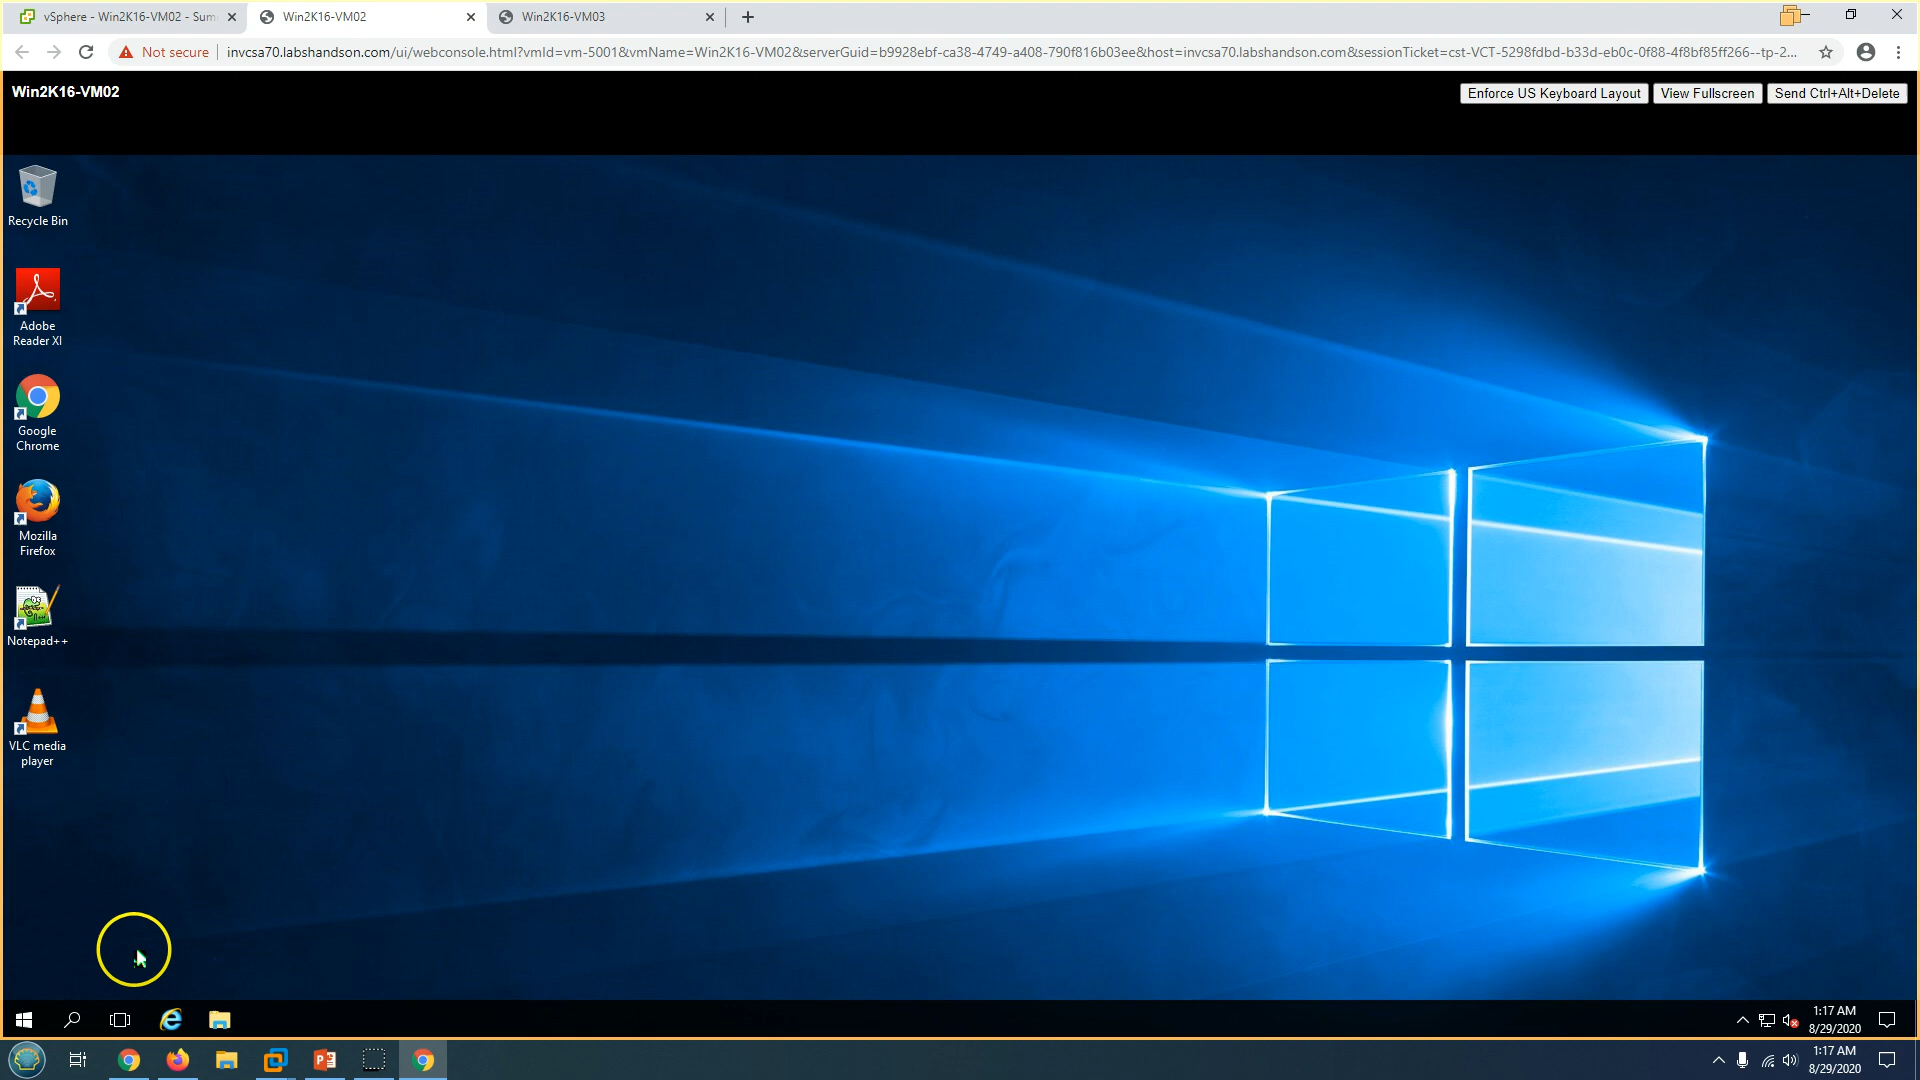 vSphere - Win2K16-VM02 - Sum
Win2K16-VM02
Win2K16-VM03
Not secure
invcsa70.labshandson.com/ui/webconsole.html?vmId=vm-5001&vmName=Win2K16-VM02&serverGuid=b9928ebf-ca38-4749-a408-790f816b03ee&host=invcsa70.labshandson.com&sessionTicket=cst-VCT-5298fdbd-b33d-eb0c-0f88-4f8bf85ff266--tp-2...
Win2K16-VM02
Enforce US Keyboard Layout
View Fullscreen
Send Ctrl+Alt+Delete
Recycle Bin
Adobe
Reader XI
Google
Chrome
Mozilla
Firefox
Notepad++
VLC media
player
1:17 AM
8/29/2020
1:17 AM
8/29/2020